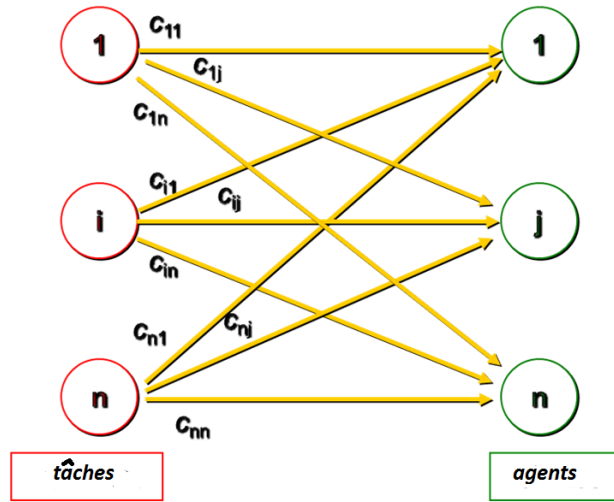 1
c11
c1j
c1n
1
i
ci1
cij
cin
j
n
cn1
cnj
cnn
n
tâches
agents